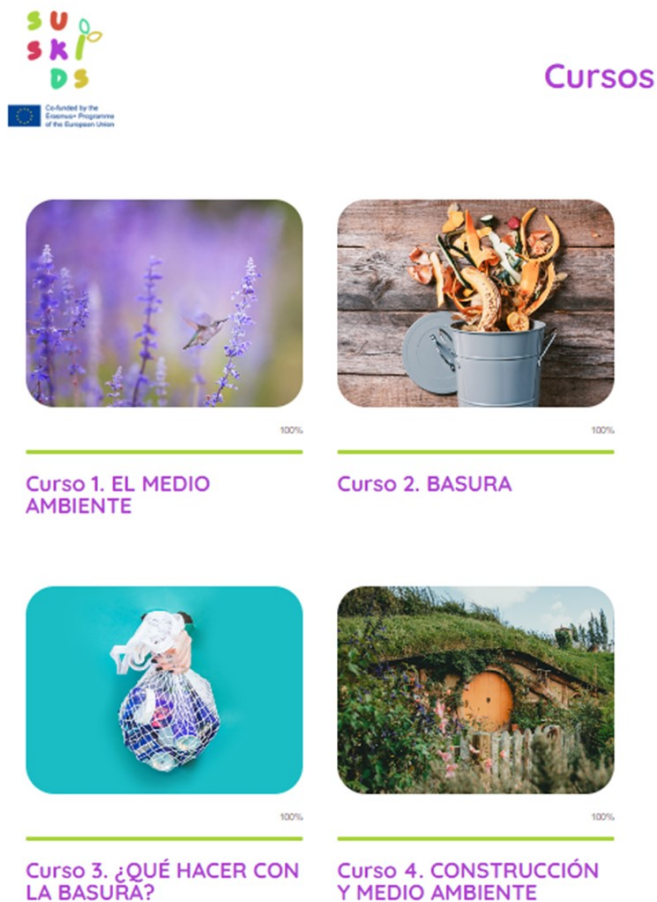 SU
SKI
DS
Co-funded by the
Erasmus+ Programme
of the European Union
Cursos
100%
100%
Curso 1. EL MEDIO
AMBIENTE
Curso 2. BASURA
100%
100%
Curso 3. ¿QUÉ HACER CON
LA BASURA?
Curso 4. CONSTRUCCIÓN
Y MEDIO AMBIENTE